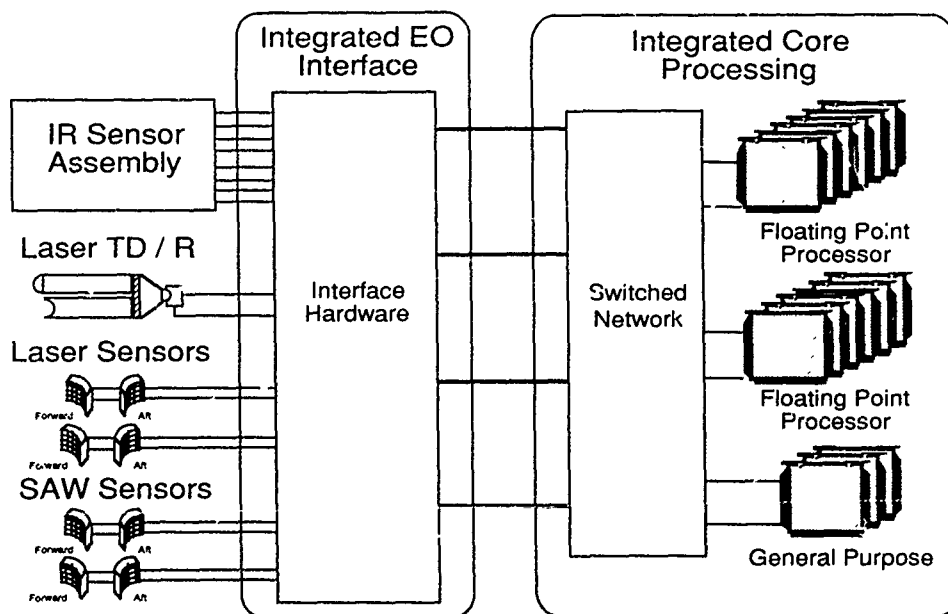 Integrated EO
Interface
Integrated Core
Processing
IR Sensor
Assembly
Laser TD / R
Interface
Hardware
Switched
Network
Floating Point
Processor
Laser Sensors
Forward
Aft
Forward
Aft
Floating Point
Processor
SAW Sensors
Forward
Aft
Forward
Aft
General Purpose